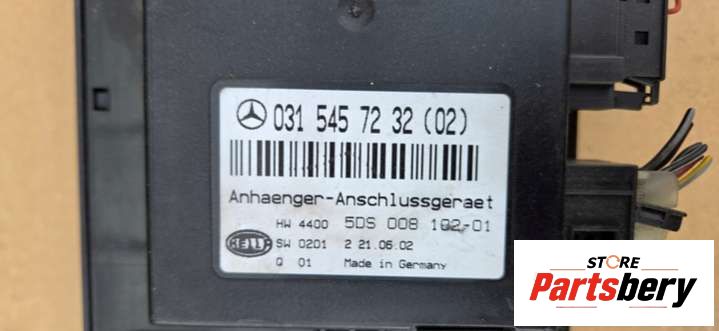 031 545 72 32 (02)
Anhaenger-Anschlussgeraet
HW 4400 5DS 008 192-01
HELLA SW 0201 2 21.06.02
Q 01 Made in Germany
STORE
Partsbery